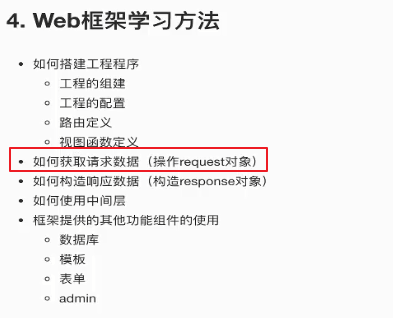 4. Web框架学习方法
如何搭建工程程序
工程的组建
工程的配置
路由定义
视图函数定义
如何获取请求数据（操作request对象）
如何构造响应数据（构造response对象）
如何使用中间层
框架提供的其他功能组件的使用
数据库
模板
表单
admin